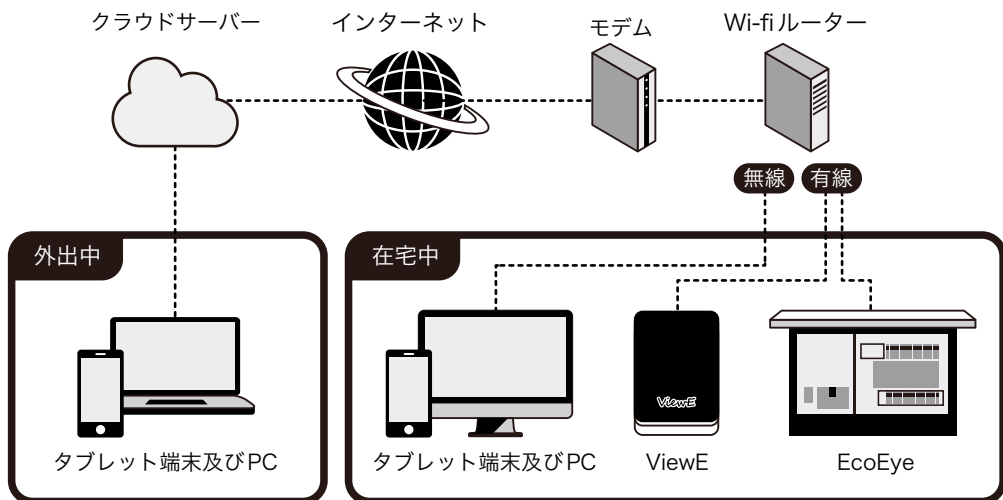 クラウドサーバー
インターネット
モデム
Wi-fiルーター
無線
有線
外出中
在宅中
ViewE
タブレット端末及びPC
タブレット端末及びPC
ViewE
EcoEye